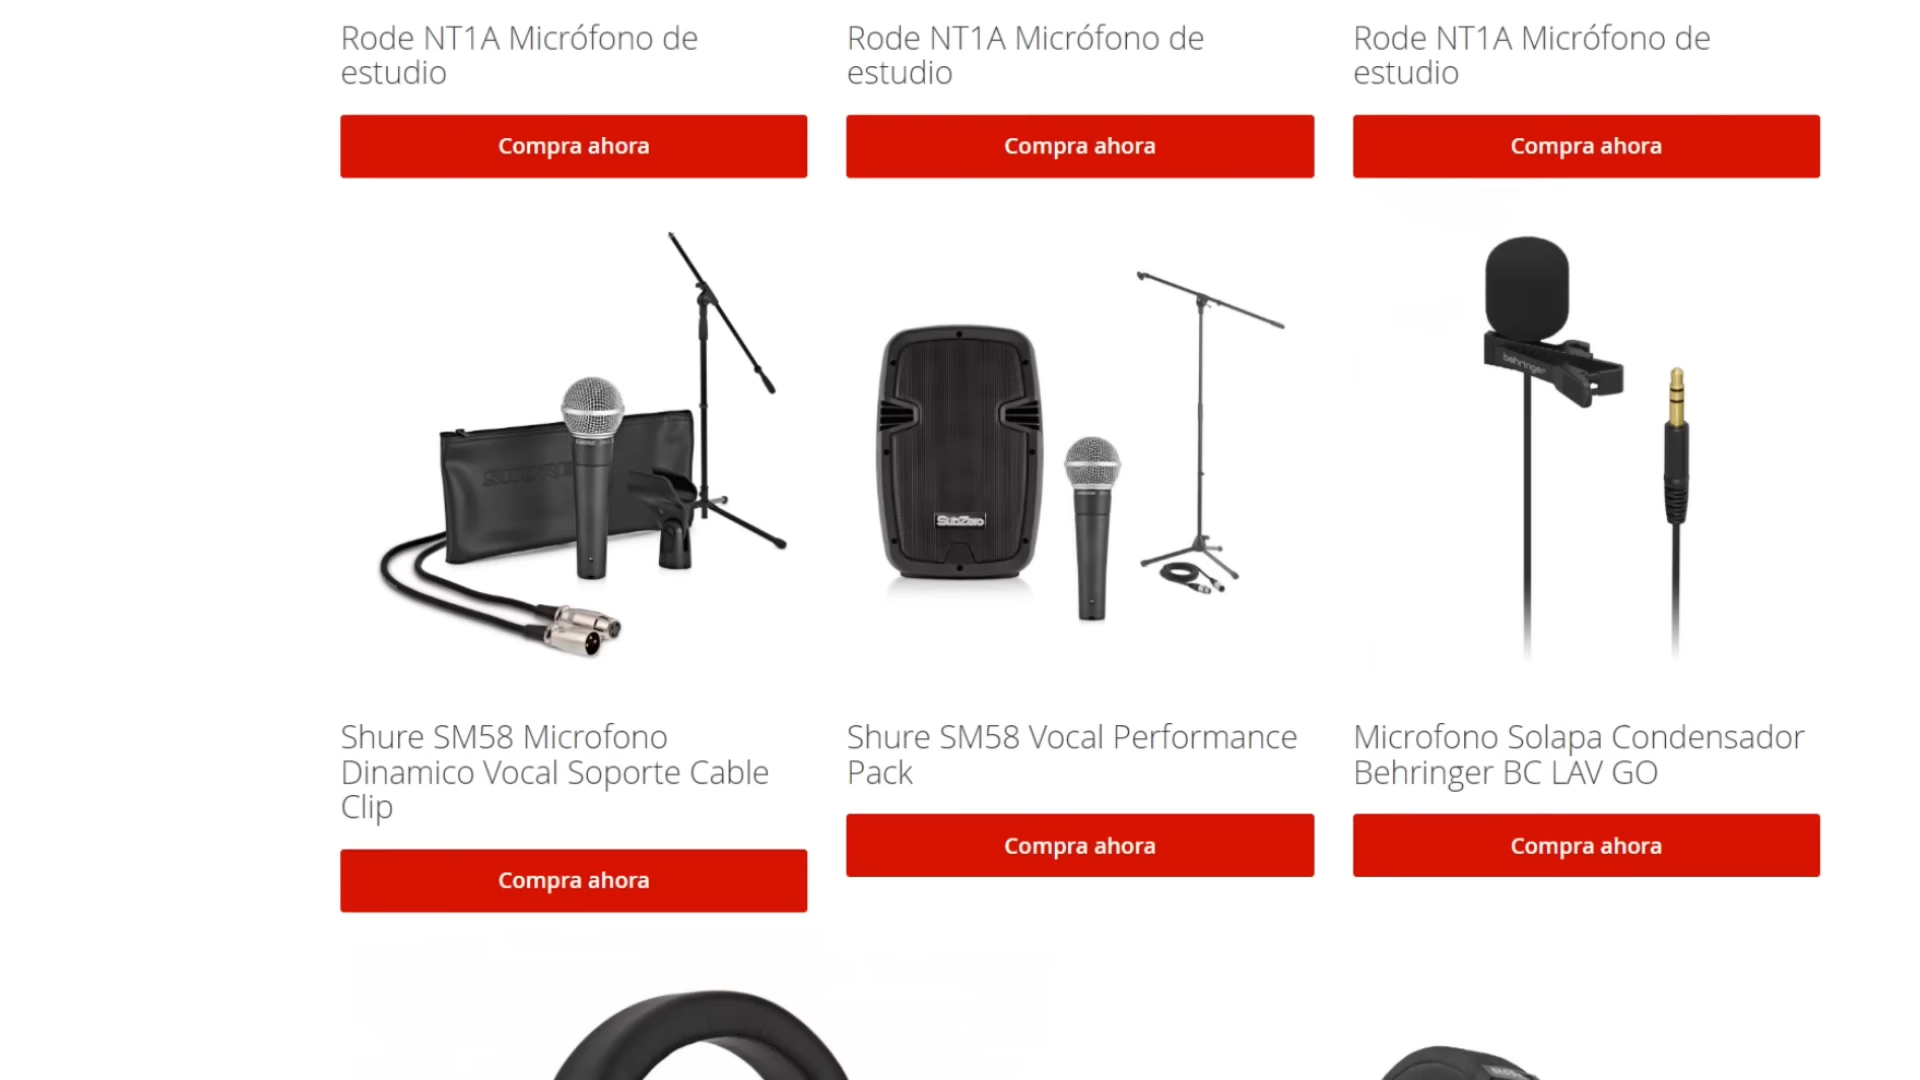 Rode NT1A Micrófono de
estudio
Rode NT1A Micrófono de
estudio
Rode NT1A Micrófono de
estudio
Compra ahora
Compra ahora
Compra ahora
SHURE
SubZero
behringer
Shure SM58 Microfono
Dinamico Vocal Soporte Cable
Clip
Shure SM58 Vocal Performance
Pack
Microfono Solapa Condensador
Behringer BC LAV GO
Compra ahora
Compra ahora
Compra ahora